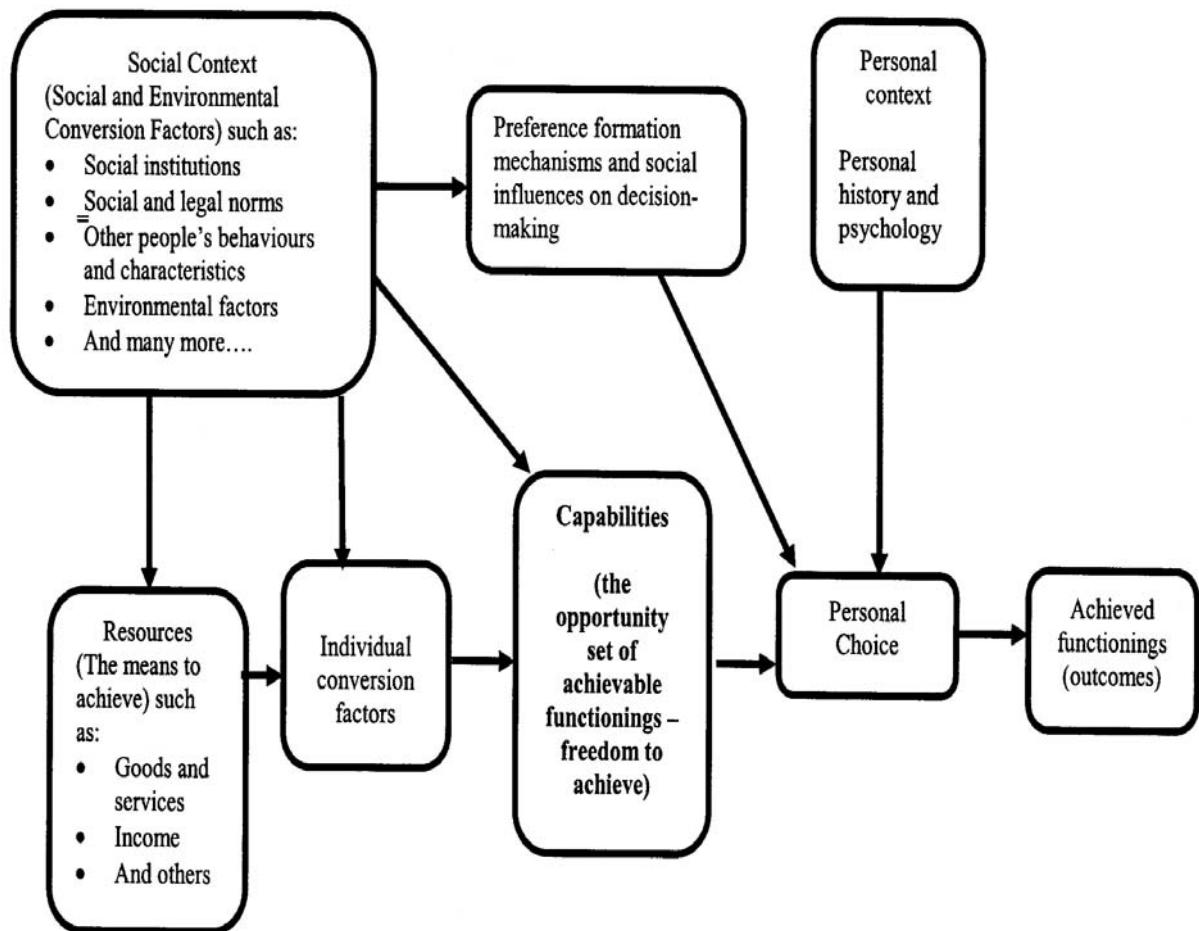 Social Context
(Social and Environmental
Conversion Factors) such as:
• Social institutions
• Social and legal norms
=
• Other people's behaviours
and characteristics
• Environmental factors
• And many more….
Preference formation
mechanisms and social
influences on decision-
making
Personal
context
Personal
history and
psychology
Resources
(The means to
achieve) such
as:
• Goods and
services
• Income
• And others
Individual
conversion
factors
Capabilities
(the
opportunity
set of
achievable
functionings –
freedom to
achieve)
Personal
Choice
Achieved
functionings
(outcomes)